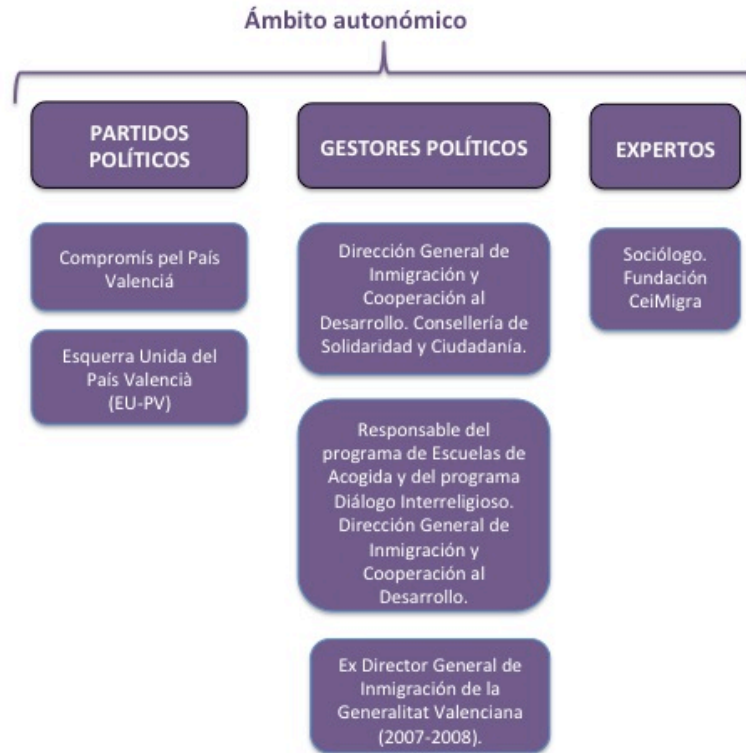 Ámbito autonómico
PARTIDOS
POLÍTICOS
Compromís pel País
Valenciá
Esquerra Unida del
País Valencià
(EU-PV)
GESTORES POLÍTICOS
Dirección General de
Inmigración y
Cooperación al
Desarrollo. Consellería de
Solidaridad y Ciudadanía.
Responsable del
programa de Escuelas de
Acogida y del programa
Diálogo Interreligioso.
Dirección General de
Inmigración y
Cooperación al
Desarrollo.
Ex Director General de
Inmigración de la
Generalitat Valenciana
(2007-2008).
EXPERTOS
Sociólogo.
Fundación
CeiMigra